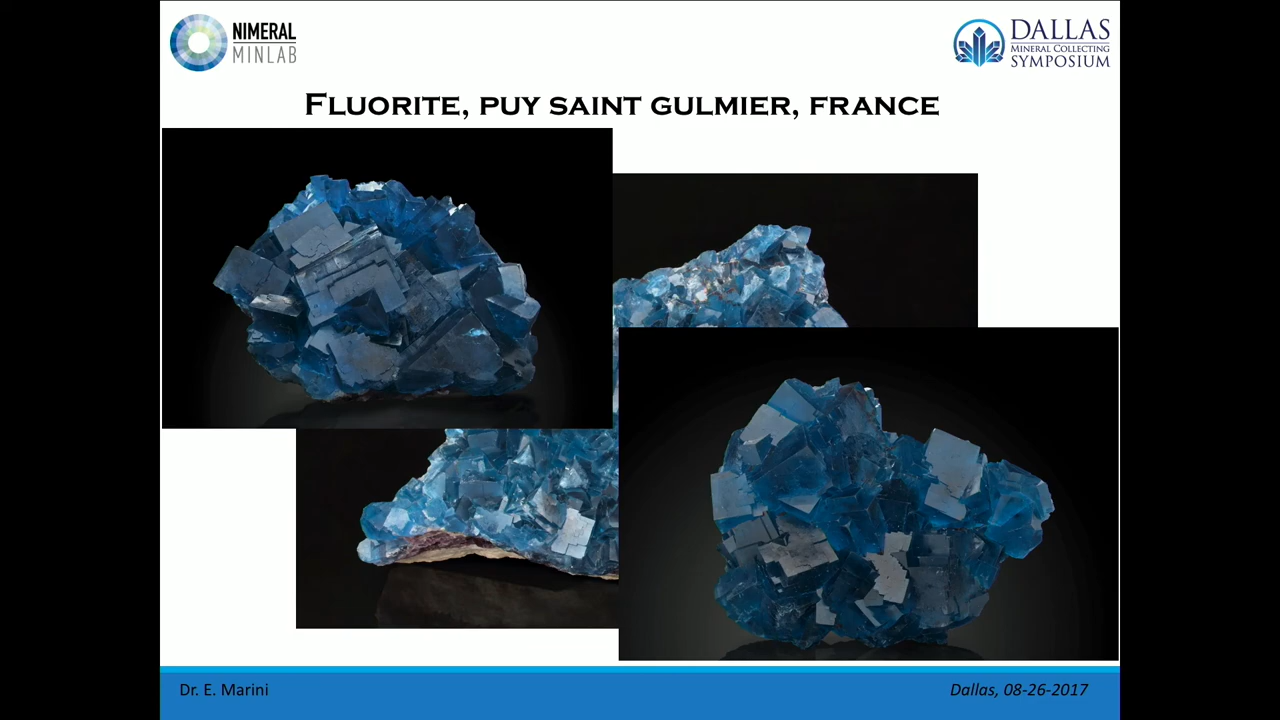 NIMERAL
MINLAB
DALLAS
MINERAL COLLECTING
SYMPOSIUM
FLUORITE, PUY SAINT GULMIER, FRANCE
Dr. E. Marini
Dallas, 08-26-2017